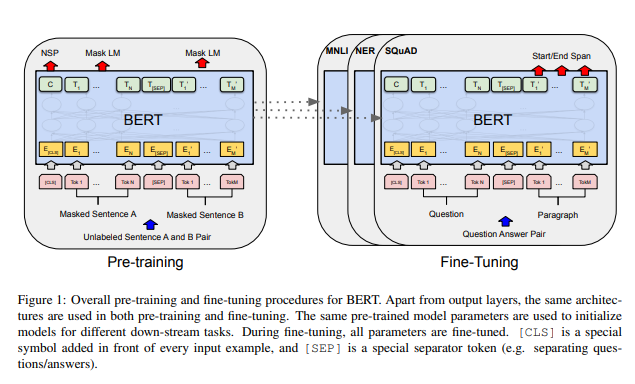 NSP Mask LM Mask LM
C T1 ... TN T[SEP] T1' ... TM'
BERT
E[CLS] E1 ... EN E[SEP] E1' ... EM'
[CLS] Tok 1 ... Tok N [SEP] Tok 1 ... TokM
Masked Sentence A Masked Sentence B
Unlabeled Sentence A and B Pair
Pre-training
MNLI NER SQuAD Start/End Span
C T1 ... TN T[SEP] T1' ... TM'
BERT
E[CLS] E1 ... EN E[SEP] E1' ... EM'
[CLS] Tok 1 ... Tok N [SEP] Tok 1 ... TokM
Question Paragraph
Question Answer Pair
Fine-Tuning
Figure 1: Overall pre-training and fine-tuning procedures for BERT. Apart from output layers, the same architec-
tures are used in both pre-training and fine-tuning. The same pre-trained model parameters are used to initialize
models for different down-stream tasks. During fine-tuning, all parameters are fine-tuned. [CLS] is a special
symbol added in front of every input example, and [SEP] is a special separator token (e.g. separating ques-
tions/answers).